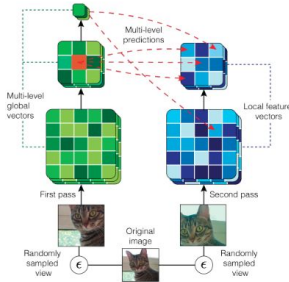 Multi-level
predictions
Multi-level
global
vectors
Local feature
vectors
First pass
Second pass
Original
image
Randomly
sampled
view
Randomly
sampled
view
ϵ
ϵ